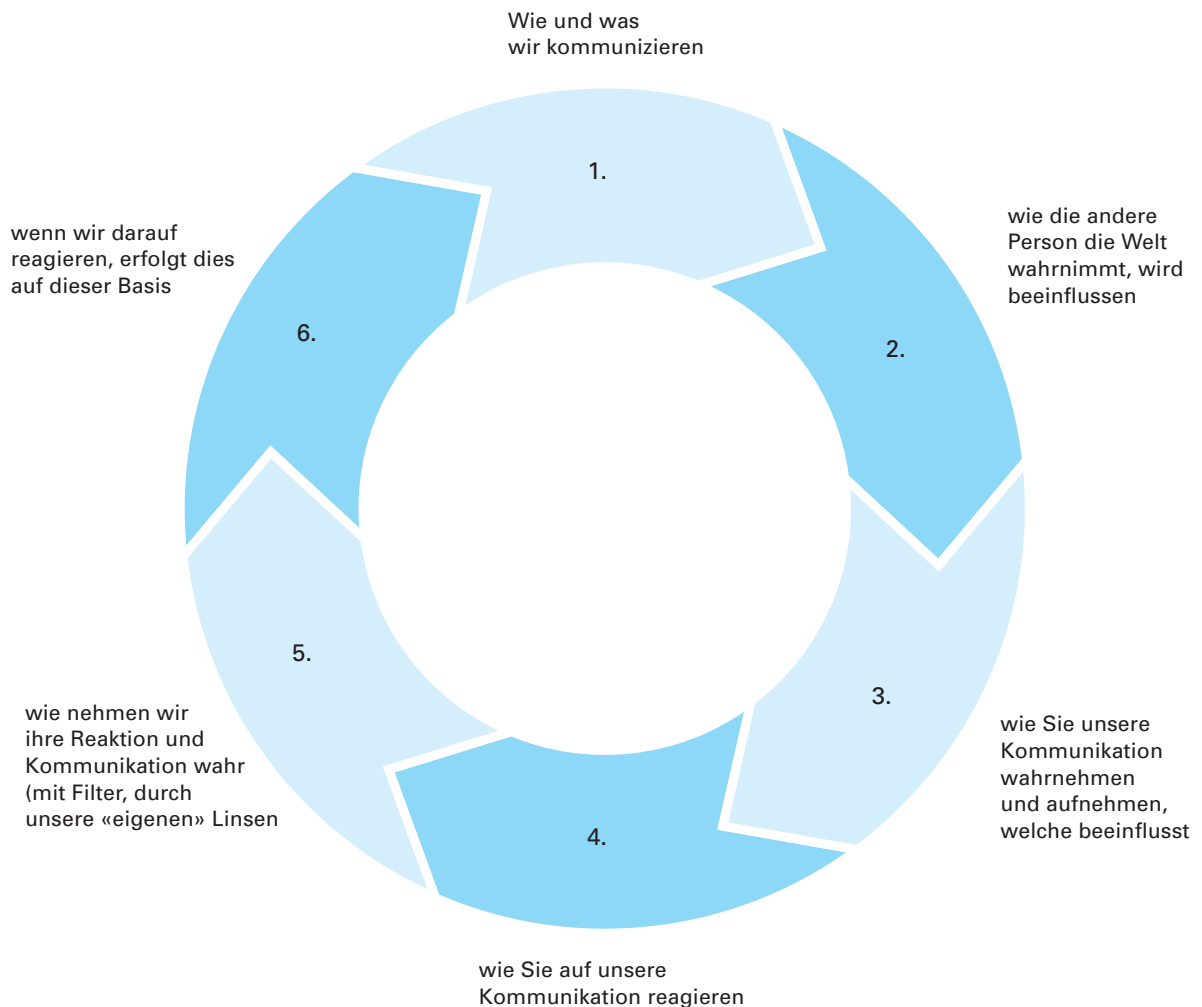 Wie und was
wir kommunizieren
1.
wie die andere
Person die Welt
wahrnimmt, wird
beeinflussen
2.
3.
wie Sie unsere
Kommunikation
wahrnehmen
und aufnehmen,
welche beeinflusst
4.
wie Sie auf unsere
Kommunikation reagieren
5.
wie nehmen wir
ihre Reaktion und
Kommunikation wahr
(mit Filter, durch
unsere «eigenen» Linsen
6.
wenn wir darauf
reagieren, erfolgt dies
auf dieser Basis